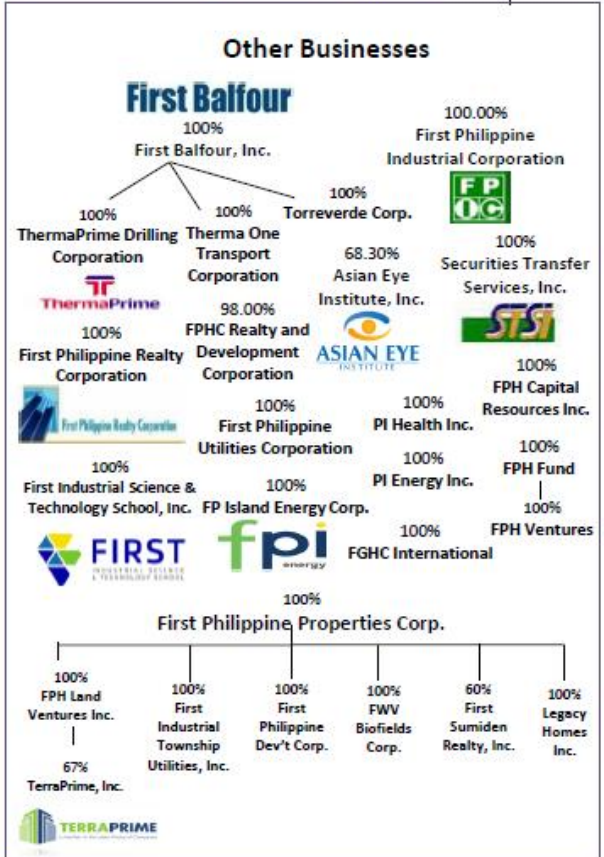 Other Businesses
First Balfour
100%
First Balfour, Inc.
100.00%
First Philippine
Industrial Corporation
FP
IC
100%
ThermaPrime Drilling
Corporation
ThermaPrime
100%
Therma One
Transport
Corporation
100%
Torreverde Corp.
68.30%
Asian Eye
Institute, Inc.
ASIAN EYE
INSTITUTE
100%
Securities Transfer
Services, Inc.
STSI
100%
First Philippine Realty
Corporation
First Philippine Realty Corporation
98.00%
FPHC Realty and
Development
Corporation
100%
FPH Capital
Resources Inc.
100%
First Philippine
Utilities Corporation
100%
PI Health Inc.
100%
FPH Fund
100%
FPH Ventures
100%
First Industrial Science &
Technology School, Inc.
FIRST
INDUSTRIAL SCIENCE
& TECHNOLOGY SCHOOL
100%
FP Island Energy Corp.
fpi
energy
100%
PI Energy Inc.
100%
FGHC International
100%
First Philippine Properties Corp.
100%
FPH Land
Ventures Inc.
67%
TerraPrime, Inc.
TERRAPRIME
100%
First
Industrial
Township
Utilities, Inc.
100%
First
Philippine
Dev't Corp.
100%
FWV
Biofields
Corp.
60%
First
Sumiden
Realty, Inc.
100%
Legacy
Homes
Inc.